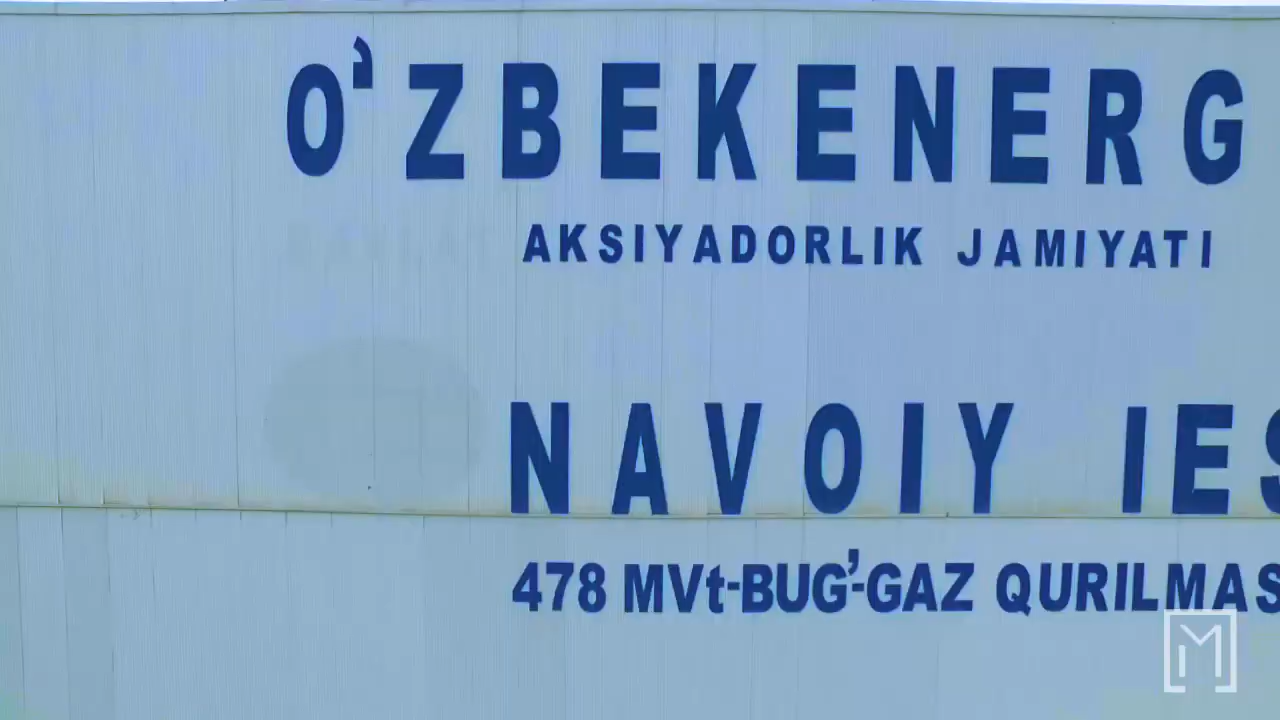 O'ZBEKENERG
AKSIYADORLIK JAMIYATI
NAVOIY IES
478 MVt-BUG'-GAZ QURILMAS
M